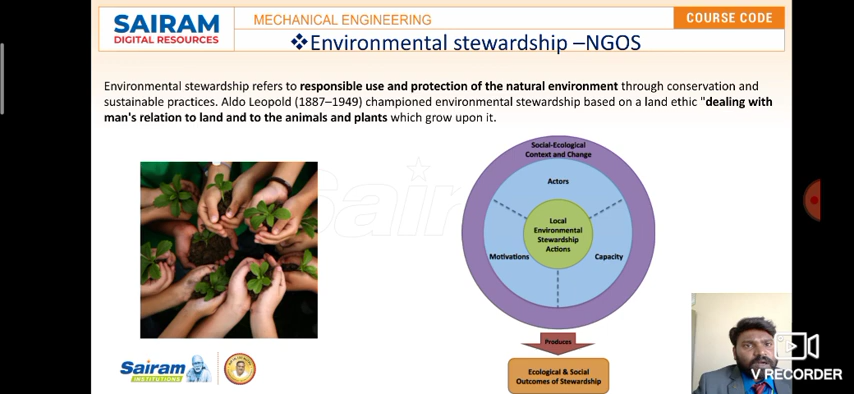 SAIRAM
DIGITAL RESOURCES
MECHANICAL ENGINEERING
COURSE CODE
❖Environmental stewardship –NGOS
Environmental stewardship refers to responsible use and protection of the natural environment through conservation and
sustainable practices. Aldo Leopold (1887–1949) championed environmental stewardship based on a land ethic "dealing with
man's relation to land and to the animals and plants which grow upon it.
Sair
Social-Ecological
Context and Change
Actors
Local
Environmental
Stewardship
Actions
Motivations
Capacity
Produces
Ecological & Social
Outcomes of Stewardship
Sairam
INSTITUTIONS
V RECORDER